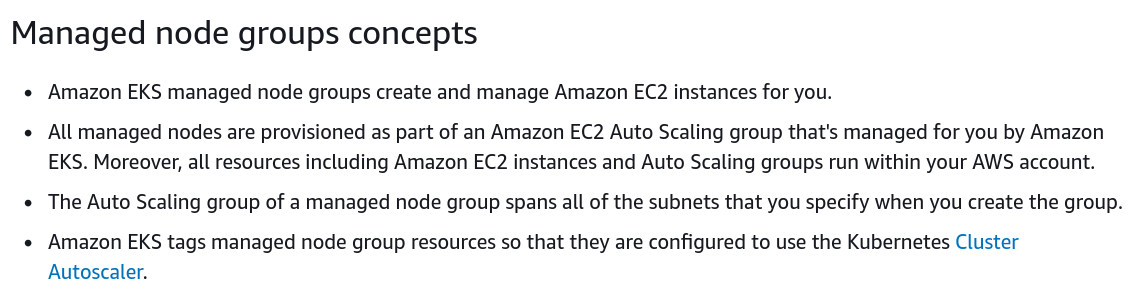 Managed node groups concepts
• Amazon EKS managed node groups create and manage Amazon EC2 instances for you.
• All managed nodes are provisioned as part of an Amazon EC2 Auto Scaling group that's managed for you by Amazon
EKS. Moreover, all resources including Amazon EC2 instances and Auto Scaling groups run within your AWS account.
• The Auto Scaling group of a managed node group spans all of the subnets that you specify when you create the group.
• Amazon EKS tags managed node group resources so that they are configured to use the Kubernetes Cluster
Autoscaler.